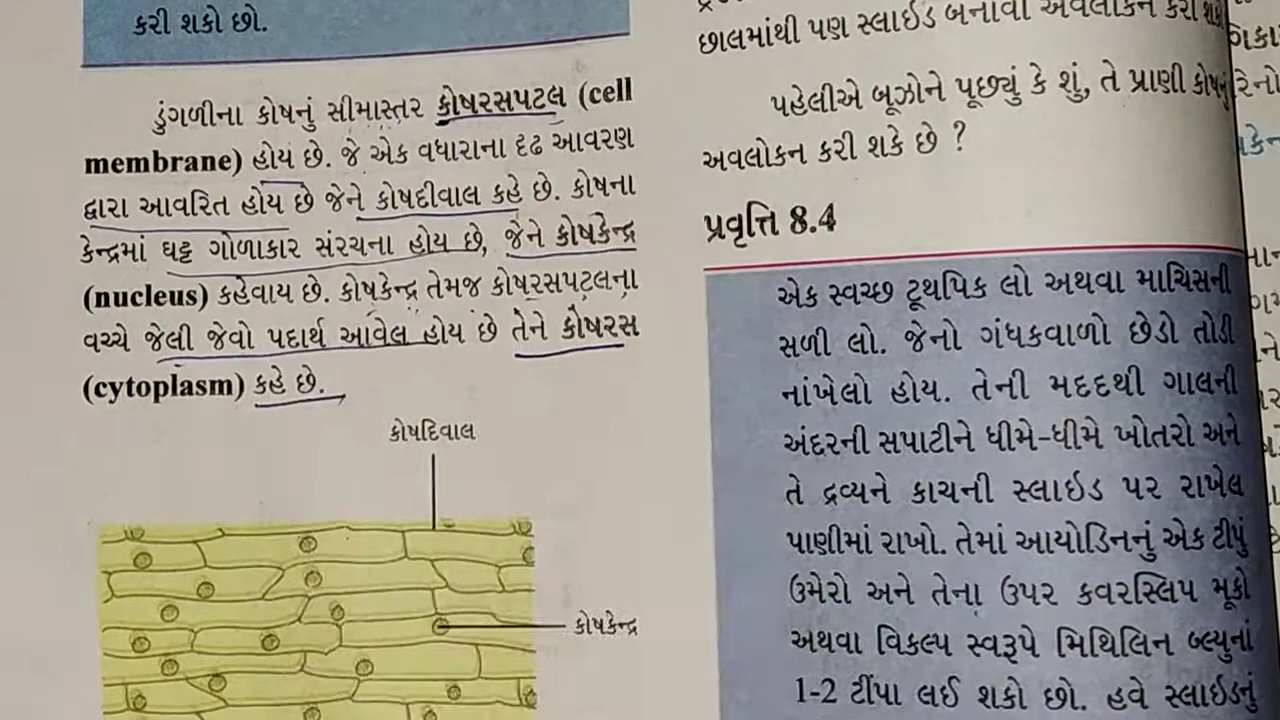 કરી શકો છો.
ડુંગળીના કોષનું સીમાસ્તર કોષરસપટલ (cell
membrane) હોય છે. જે એક વધારાના દૃઢ આવરણ
દ્વારા આવરિત હોય છે જેને કોષદીવાલ કહે છે. કોષના
કેન્દ્રમાં ઘટ્ટ ગોળાકાર સંરચના હોય છે, જેને કોષકેન્દ્ર
(nucleus) કહેવાય છે. કોષકેન્દ્ર તેમજ કોષરસપટલના
વચ્ચે જેલી જેવો પદાર્થ આવેલ હોય છે તેને કોષરસ
(cytoplasm) કહે છે.
કોષદિવાલ
કોષકેન્દ્ર
છાલમાંથી પણ સ્લાઇડ બનાવી અવલોકન કરી
પહેલીએ બૂઝોને પૂછ્યું કે શું, તે પ્રાણી કોષનું
અવલોકન કરી શકે છે ?
પ્રવૃત્તિ 8.4
એક સ્વચ્છ ટૂથપિક લો અથવા માચિસની
સળી લો. જેનો ગંધકવાળો છેડો તોડી
નાંખેલો હોય. તેની મદદથી ગાલની
અંદરની સપાટીને ધીમે-ધીમે ખોતરો અને
તે દ્રવ્યને કાચની સ્લાઇડ પર રાખેલ
પાણીમાં રાખો. તેમાં આયોડિનનું એક ટીપું
ઉમેરો અને તેના ઉપર કવરસ્લિપ મૂકો
અથવા વિકલ્પ સ્વરૂપે મિથિલિન બ્લ્યુનાં
1-2 ટીંપા લઈ શકો છો. હવે સ્લાઇડનું